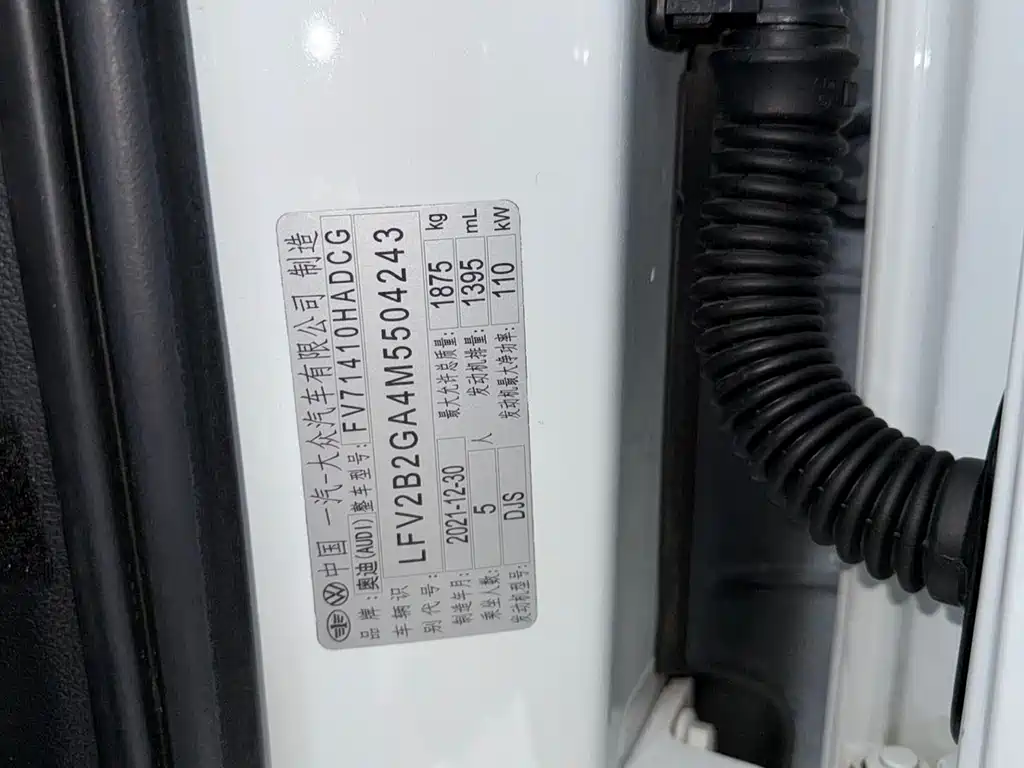 中国 一汽-大众汽车有限公司 制造
品牌:奥迪(AUDI) 整车型号:FV71410HADCG
车辆识别代号:LFV2B2GA4M5504243
制造年月:2021-12-30 最大允许总质量:1875 kg
乘坐人数:5 人 发动机排量:1395 mL
发动机型号:DJS 发动机最大净功率:110 kW